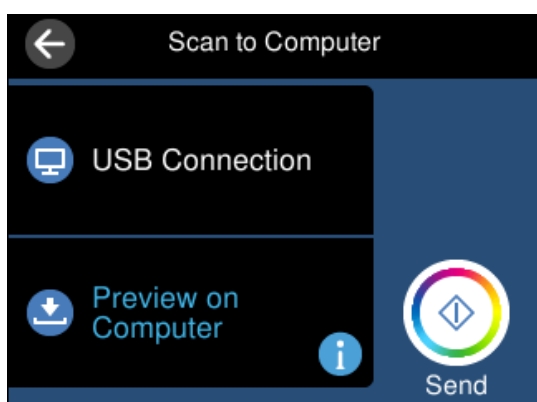 Scan to Computer
USB Connection
Preview on
Computer
i
Send